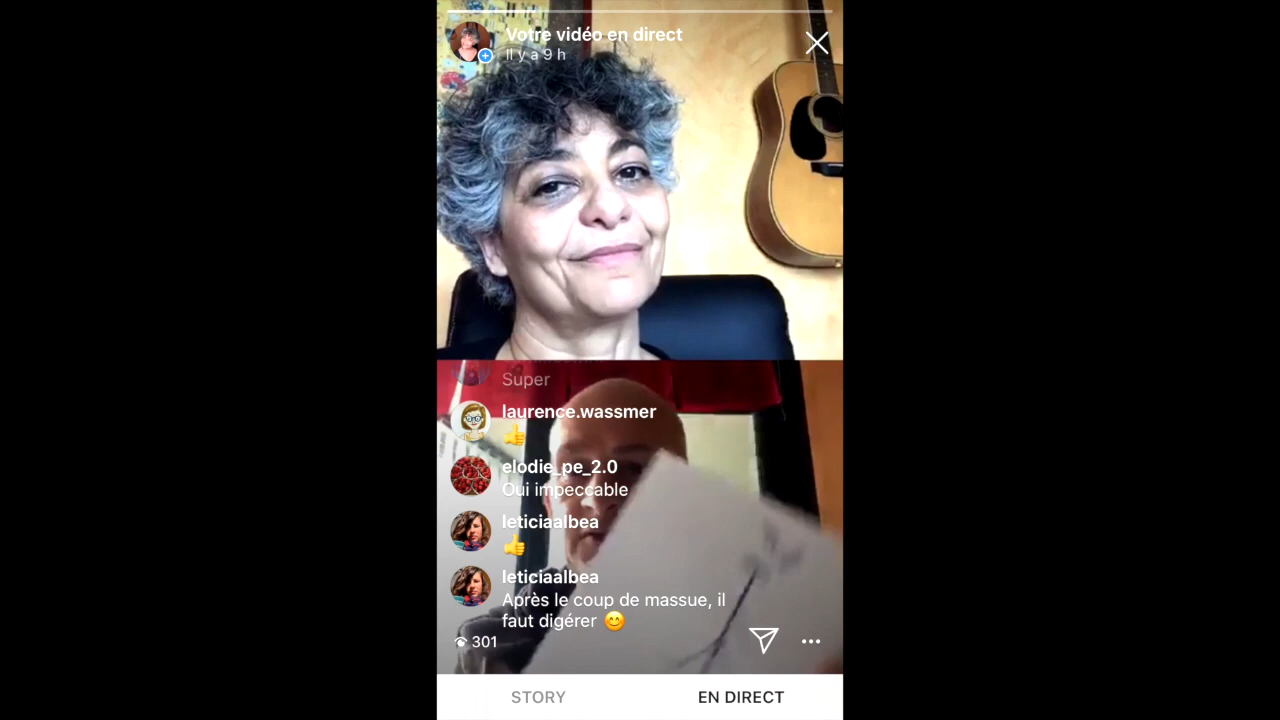 Votre vidéo en direct
Il y a 9 h
Super
laurence.wassmer
👍
elodie_pe_2.0
Oui impeccable
leticiaalbea
👍
leticiaalbea
Après le coup de massue, il
faut digérer 😊
301
STORY
EN DIRECT